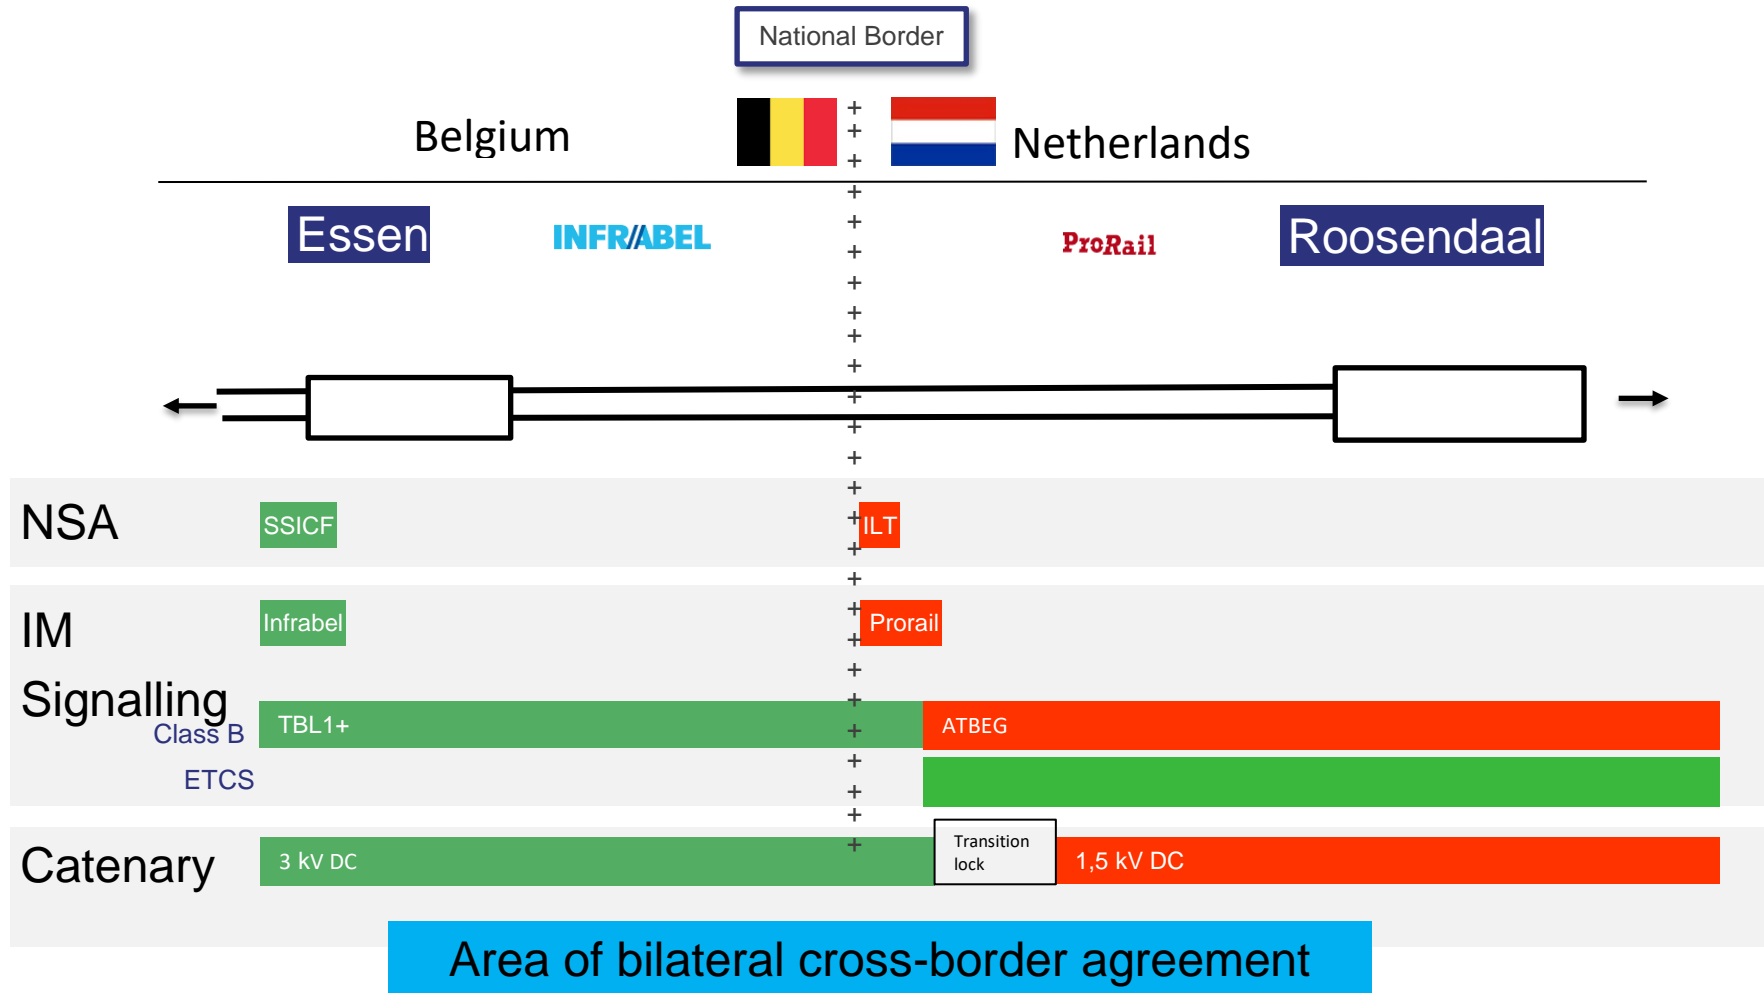 National Border
Belgium
Netherlands
Essen
INFRABEL
ProRail
Roosendaal
NSA
SSICF
ILT
IM
Infrabel
Prorail
Signalling
Class B
TBL1+
ATBEG
ETCS
Catenary
3 kV DC
Transition
lock
1,5 kV DC
Area of bilateral cross-border agreement